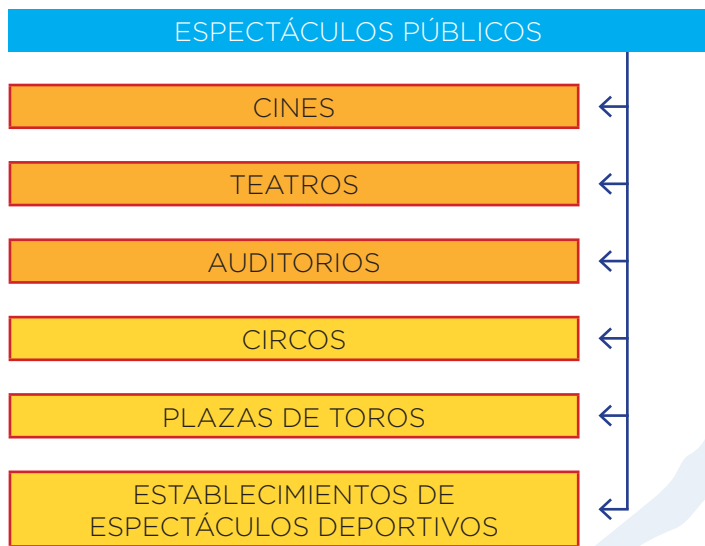 ESPECTÁCULOS PÚBLICOS
CINES
TEATROS
AUDITORIOS
CIRCOS
PLAZAS DE TOROS
ESTABLECIMIENTOS DE
ESPECTÁCULOS DEPORTIVOS